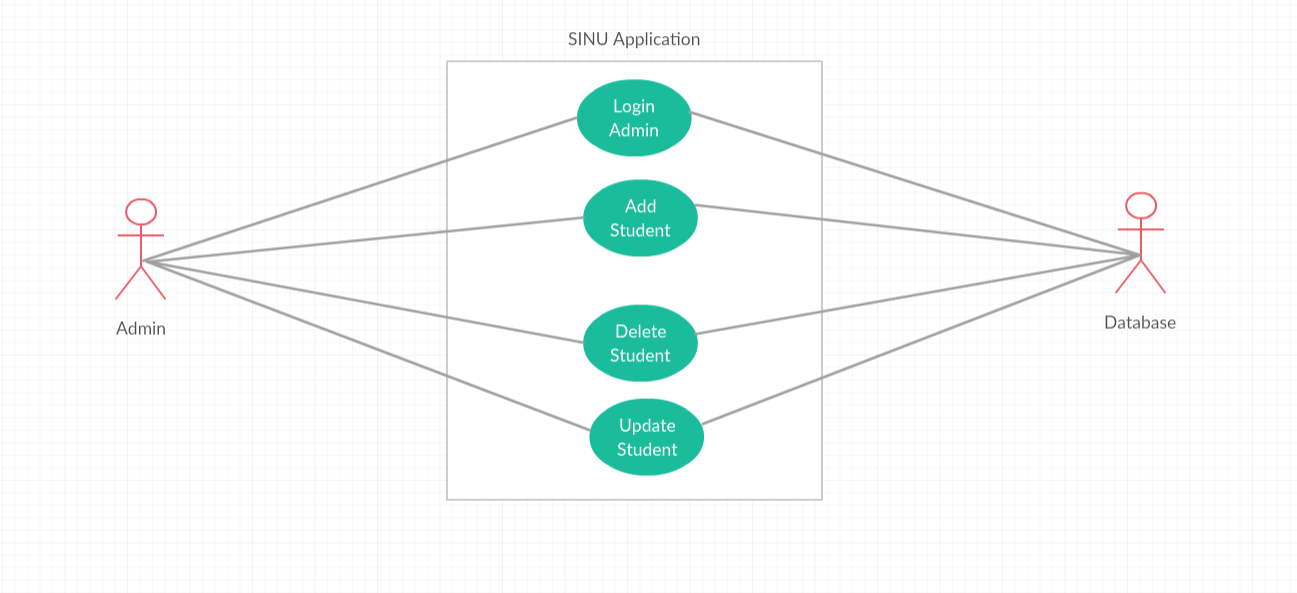 SINU Application
Login
Admin
Add
Student
Delete
Student
Update
Student
Admin
Database